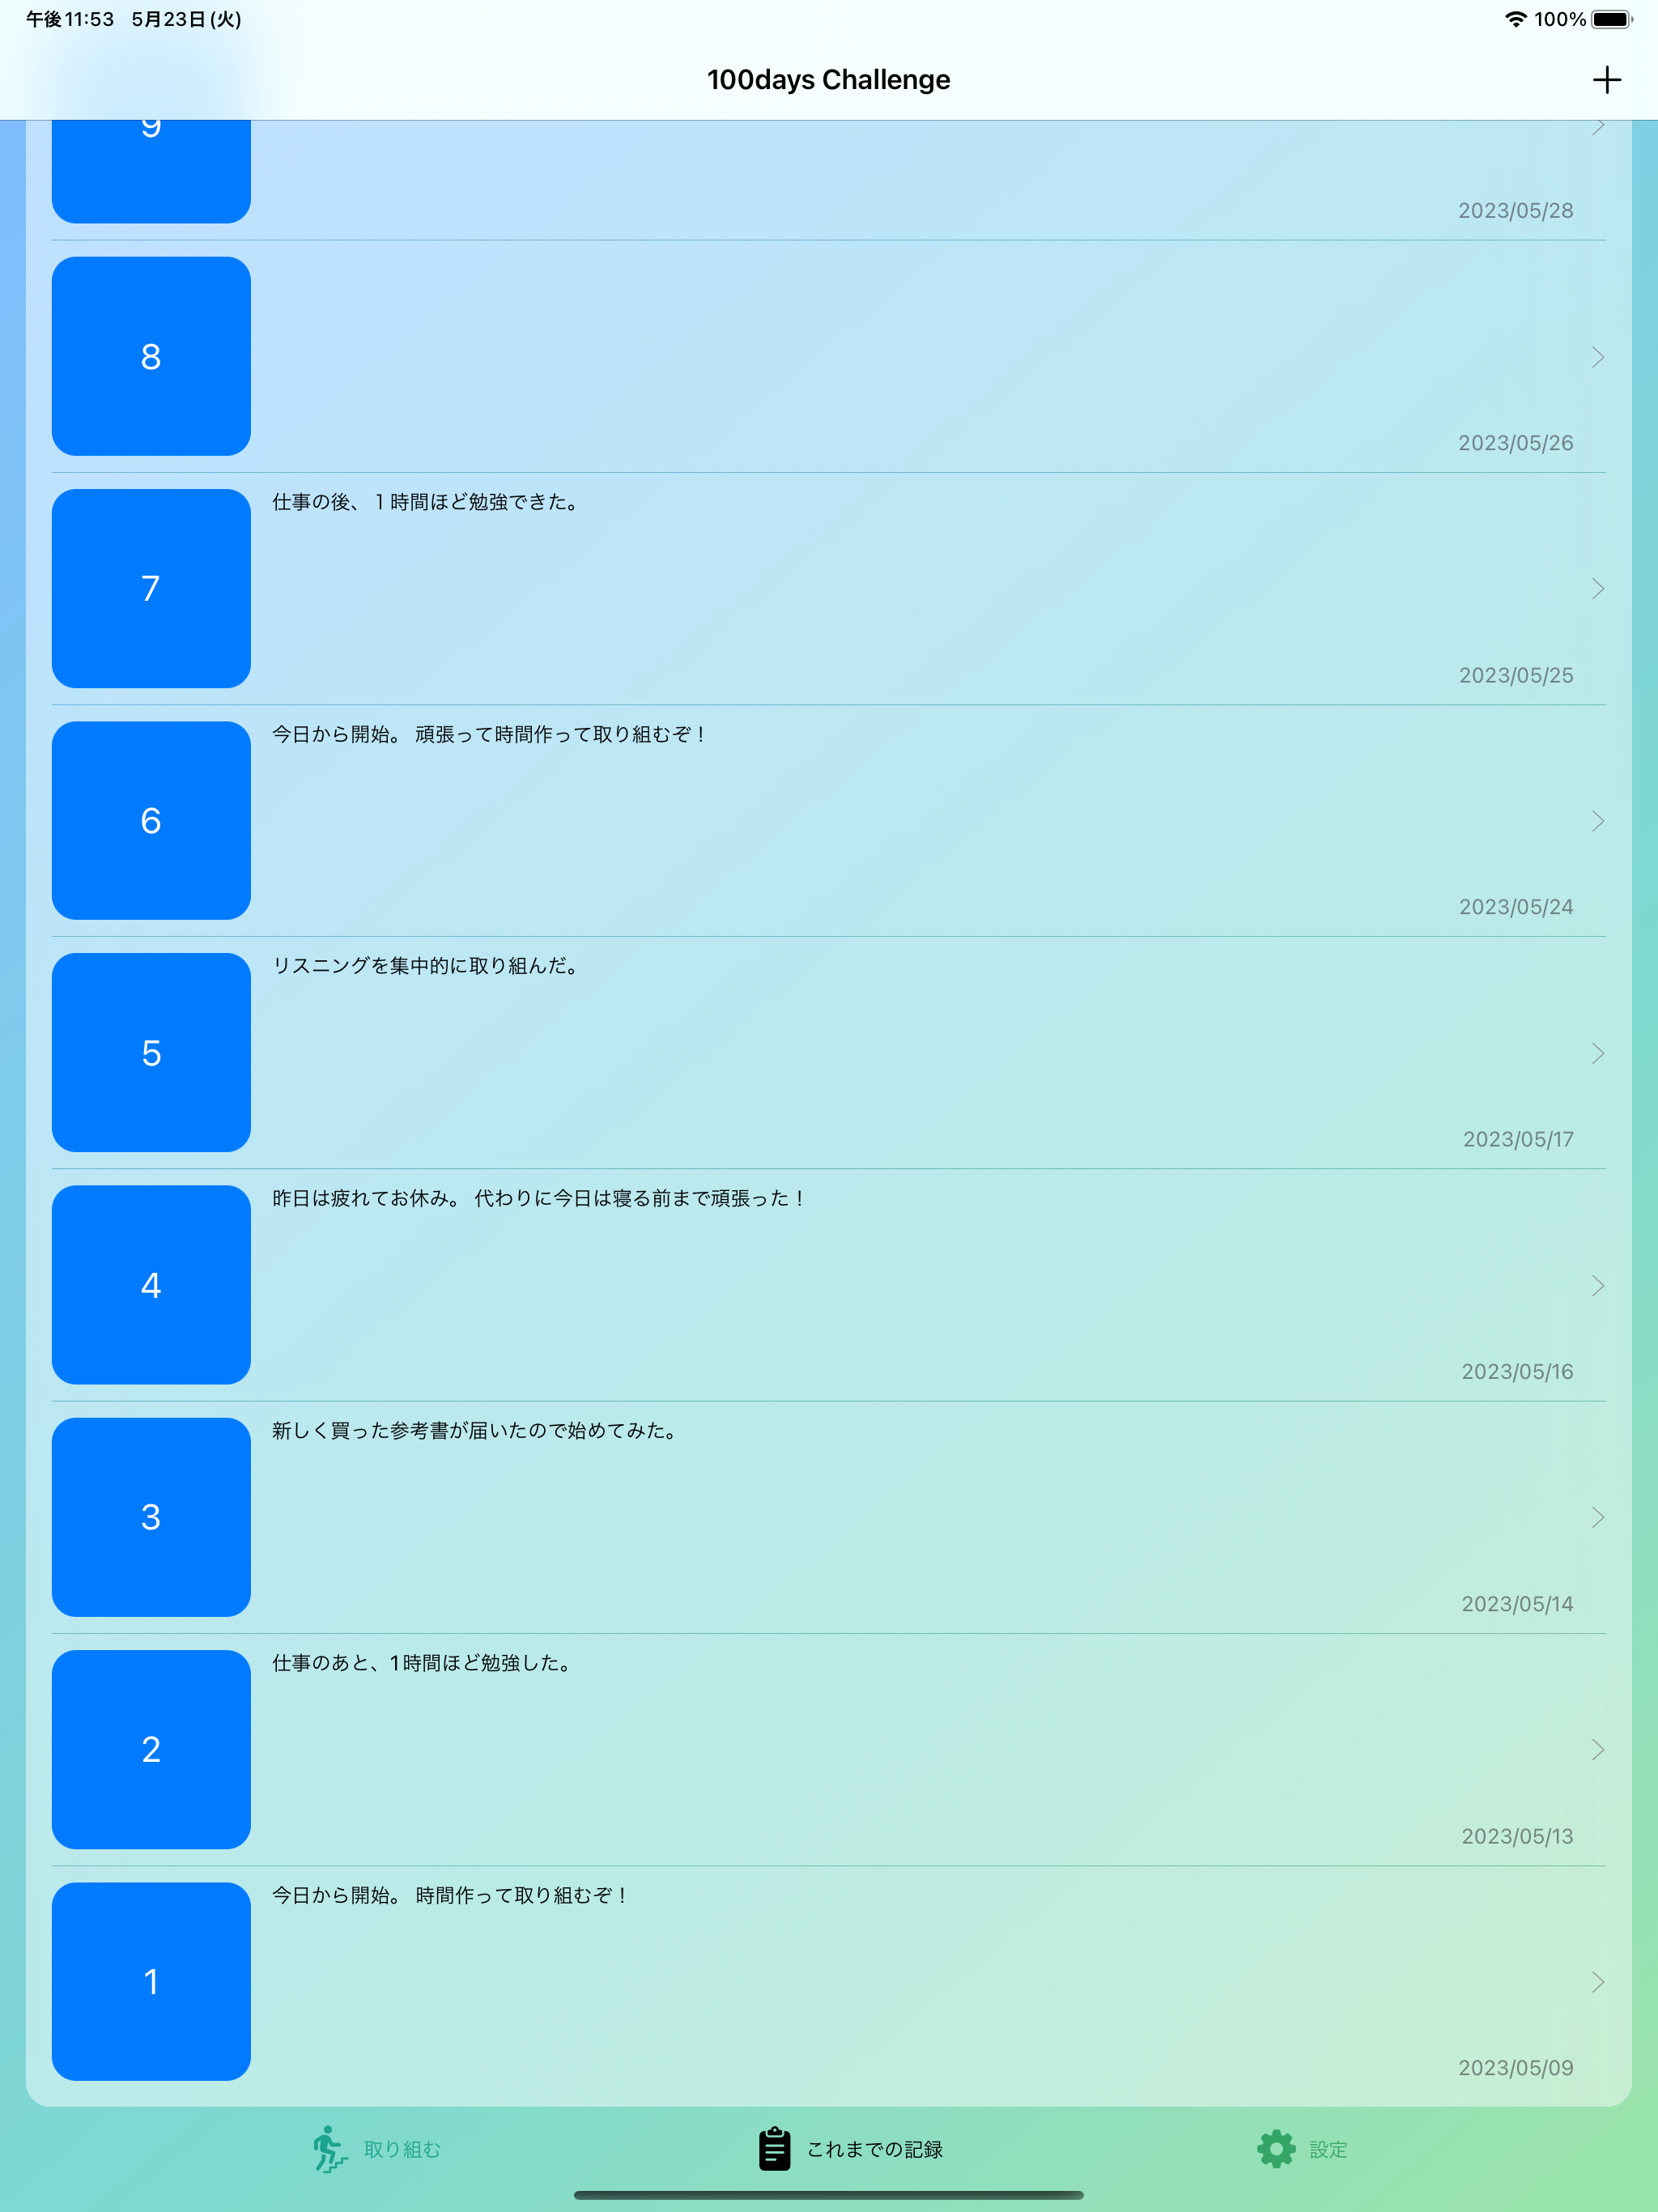 午後11:53 5月23日(火)
100%
100days Challenge
9
2023/05/28
8
2023/05/26
7
仕事の後、１時間ほど勉強できた。
2023/05/25
6
今日から開始。 頑張って時間作って取り組むぞ！
2023/05/24
5
リスニングを集中的に取り組んだ。
2023/05/17
4
昨日は疲れてお休み。 代わりに今日は寝る前まで頑張った！
2023/05/16
3
新しく買った参考書が届いたので始めてみた。
2023/05/14
2
仕事のあと、1時間ほど勉強した。
2023/05/13
1
今日から開始。 時間作って取り組むぞ！
2023/05/09
取り組む
これまでの記録
設定